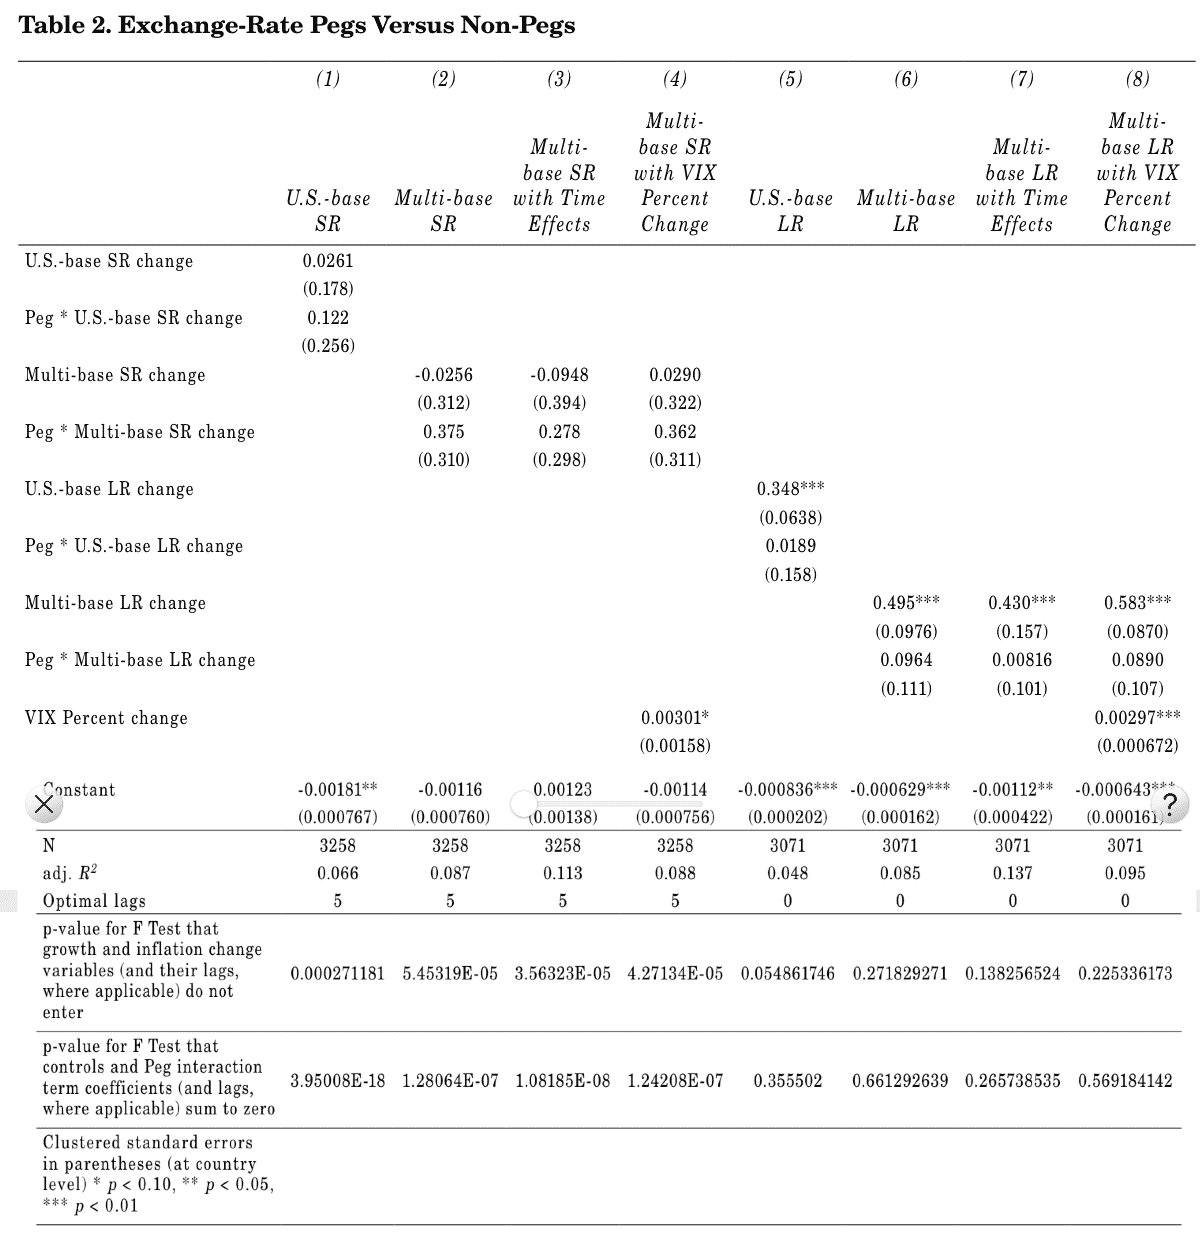 Table 2. Exchange-Rate Pegs Versus Non-Pegs
(1) (2) (3) (4) (5) (6) (7) (8)
Multi- Multi-
Multi- base SR Multi- base LR
base SR with VIX base LR with VIX
U.S.-base Multi-base with Time Percent U.S.-base Multi-base with Time Percent
SR SR Effects Change LR LR Effects Change
U.S.-base SR change 0.0261
(0.178)
Peg * U.S.-base SR change 0.122
(0.256)
Multi-base SR change -0.0256 -0.0948 0.0290
(0.312) (0.394) (0.322)
Peg * Multi-base SR change 0.375 0.278 0.362
(0.310) (0.298) (0.311)
U.S.-base LR change 0.348***
(0.0638)
Peg * U.S.-base LR change 0.0189
(0.158)
Multi-base LR change 0.495*** 0.430*** 0.583***
(0.0976) (0.157) (0.0870)
Peg * Multi-base LR change 0.0964 0.00816 0.0890
(0.111) (0.101) (0.107)
VIX Percent change 0.00301* 0.00297***
(0.00158) (0.000672)
Constant -0.00181** -0.00116 0.00123 -0.00114 -0.000836*** -0.000629*** -0.00112** -0.000643***
(0.000767) (0.000760) (0.00138) (0.000756) (0.000202) (0.000162) (0.000422) (0.000161)
?
N 3258 3258 3258 3258 3071 3071 3071 3071
adj. R² 0.066 0.087 0.113 0.088 0.048 0.085 0.137 0.095
Optimal lags 5 5 5 5 0 0 0 0
p-value for F Test that
growth and inflation change
variables (and their lags, 0.000271181 5.45319E-05 3.56323E-05 4.27134E-05 0.054861746 0.271829271 0.138256524 0.225336173
where applicable) do not
enter
p-value for F Test that
controls and Peg interaction
term coefficients (and lags, 3.95008E-18 1.28064E-07 1.08185E-08 1.24208E-07 0.355502 0.661292639 0.265738535 0.569184142
where applicable) sum to zero
Clustered standard errors
in parentheses (at country
level) * p < 0.10, ** p < 0.05,
*** p < 0.01